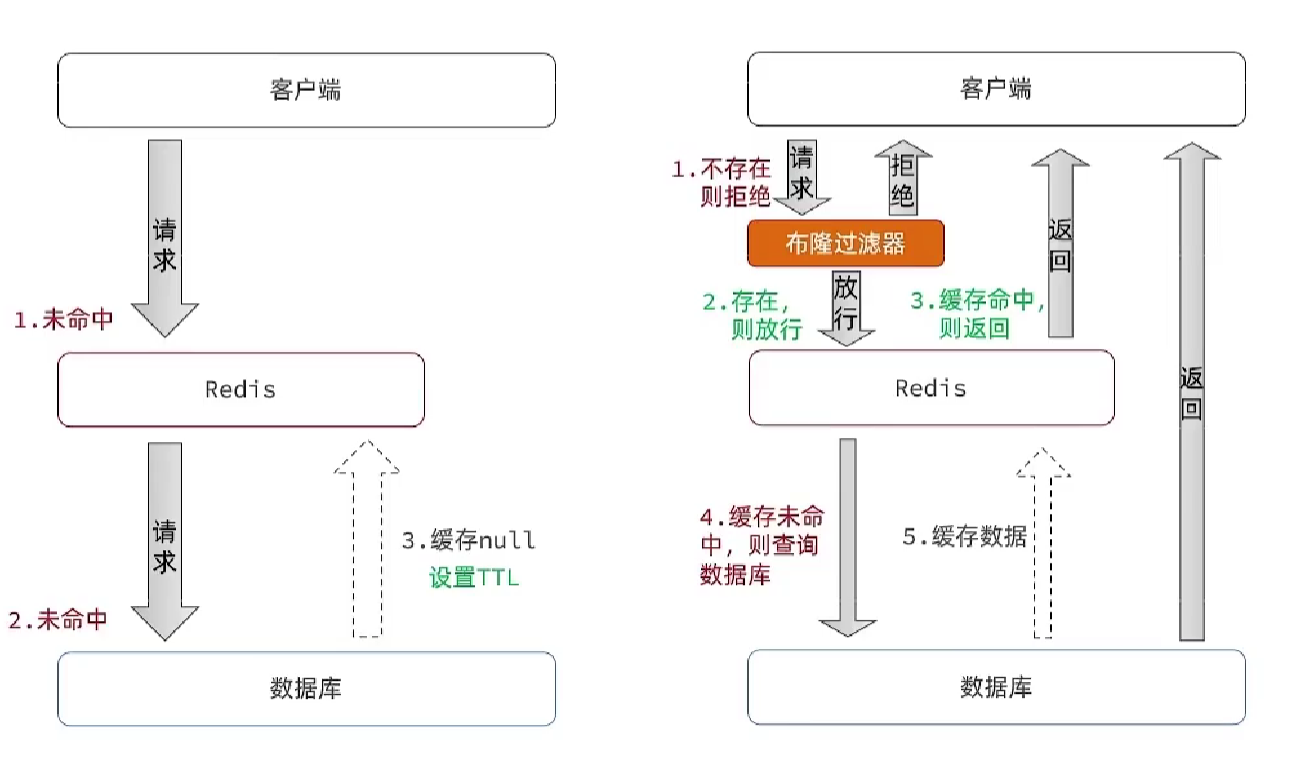 客户端
请
求
1.未命中
Redis
请
求
3.缓存null
设置TTL
2.未命中
数据库
客户端
1.不存在
则拒绝
请
求
拒
绝
布隆过滤器
2.存在,
则放行
放
行
3.缓存命中,
则返回
返
回
Redis
返
回
4.缓存未命
中，则查询
数据库
5.缓存数据
数据库